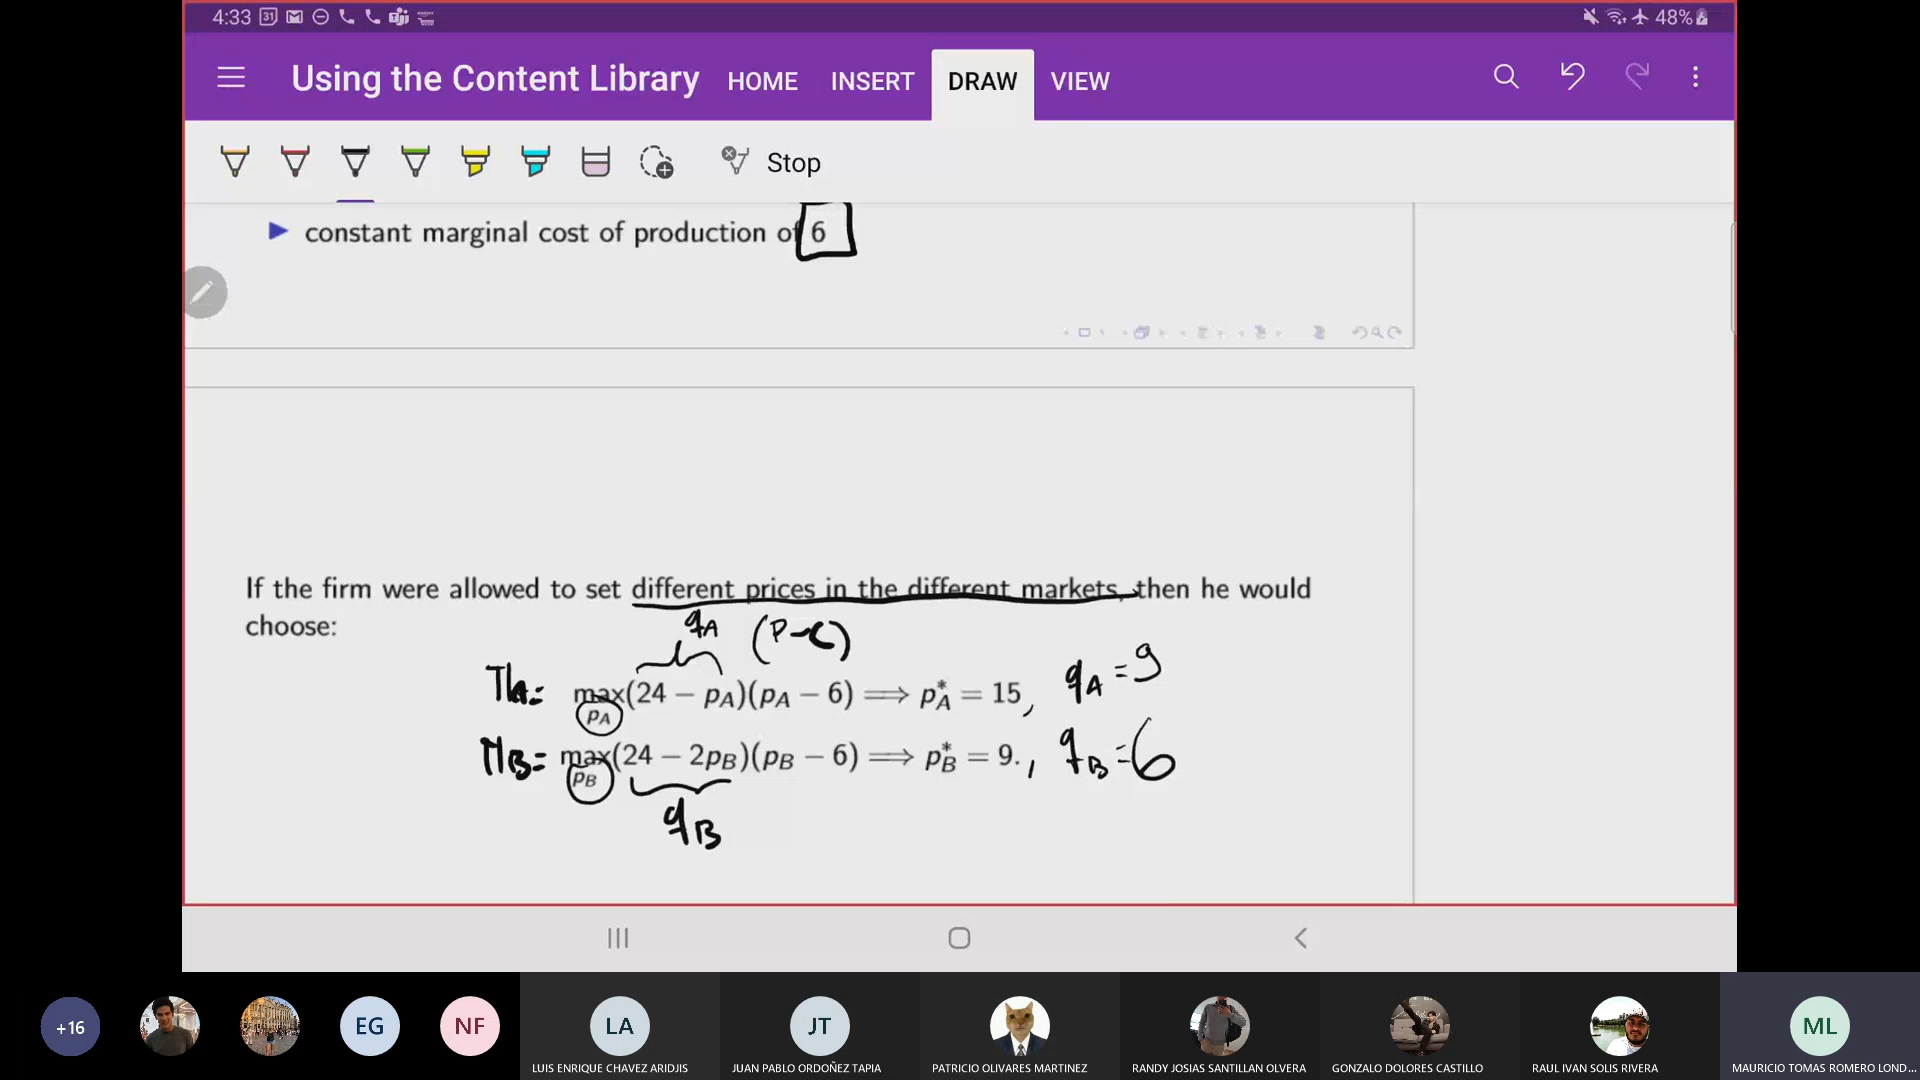 4:33 31 48%
Using the Content Library HOME INSERT DRAW VIEW
Stop
▶ constant marginal cost of production of 6
If the firm were allowed to set different prices in the different markets, then he would
choose:
qA (P-C)
ΠA= max(24 − pA)(pA − 6) ⟹ p*A = 15, qA = 9
pA
ΠB= max(24 − 2pB)(pB − 6) ⟹ p*B = 9. , qB = 6
pB
qB
+16 EG NF LA JT ML
LUIS ENRIQUE CHAVEZ ARIDJIS JUAN PABLO ORDOÑEZ TAPIA PATRICIO OLIVARES MARTINEZ RANDY JOSIAS SANTILLAN OLVERA GONZALO DOLORES CASTILLO RAUL IVAN SOLIS RIVERA MAURICIO TOMAS ROMERO LOND...